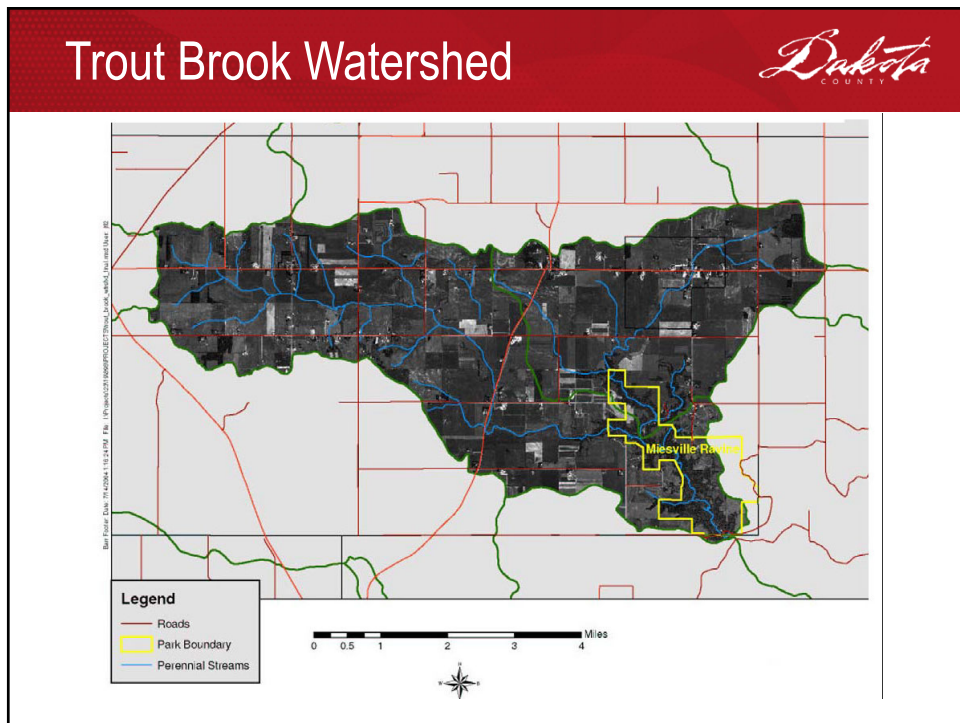 Trout Brook Watershed
Dakota
COUNTY
Miesville Ravine
Legend
Roads
Park Boundary
Perennial Streams
0 0.5 1 2 3 4 Miles
N
W
S